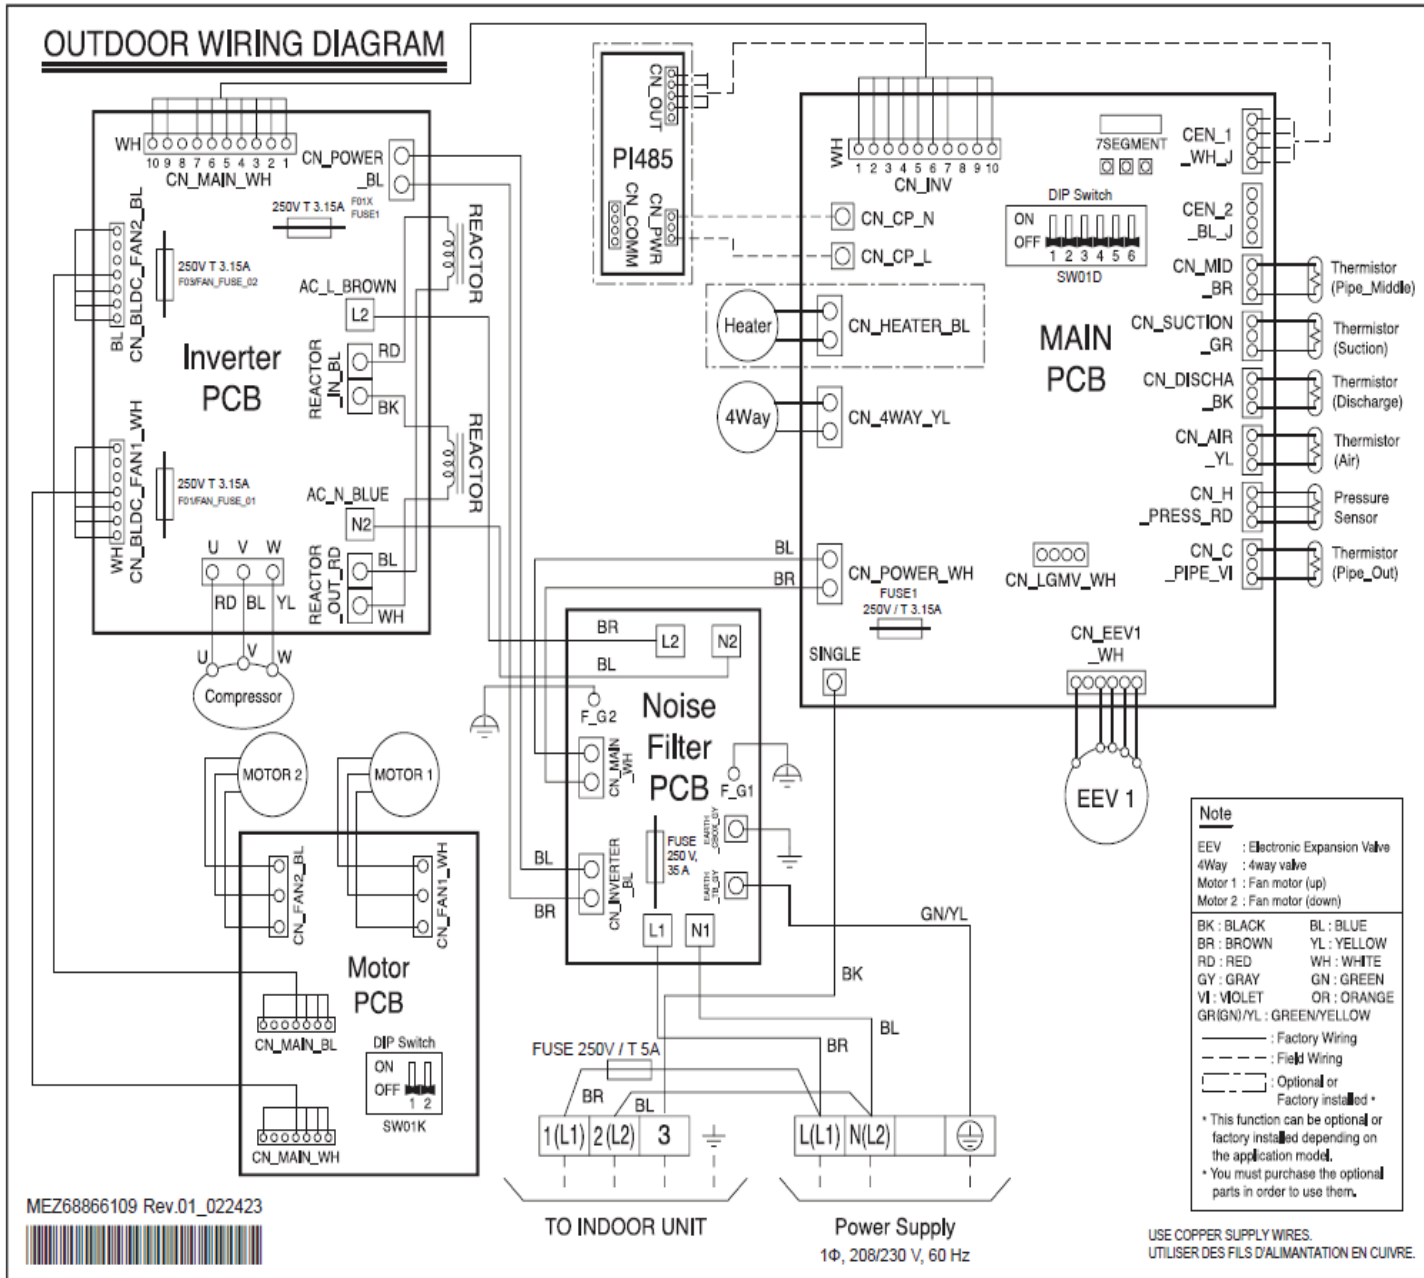 OUTDOOR WIRING DIAGRAM
WH
10 9 8 7 6 5 4 3 2 1
CN_MAIN_WH
CN_POWER
_BL
250V T 3.15A
F01X
FUSE1
CN_BLDC_FAN2_BL
BL
250V T 3.15A
F03/FAN_FUSE_02
Inverter
PCB
AC_L_BROWN
L2
REACTOR
_IN_BL
RD
BK
REACTOR
REACTOR
CN_BLDC_FAN1_WH
WH
250V T 3.15A
F01/FAN_FUSE_01
AC_N_BLUE
N2
REACTOR
_OUT_RD
BL
WH
U V W
RD BL YL
U V W
Compressor
MOTOR 2
MOTOR 1
CN_FAN2_BL
CN_FAN1_WH
Motor
PCB
CN_MAIN_BL
CN_MAIN_WH
DIP Switch
ON
OFF
1 2
SW01K
CN_OUT
PI485
CN_COMM
CN_PWR
WH
1 2 3 4 5 6 7 8 9 10
CN_INV
CN_CP_N
CN_CP_L
Heater
CN_HEATER_BL
4Way
CN_4WAY_YL
7SEGMENT
DIP Switch
ON
OFF
1 2 3 4 5 6
SW01D
MAIN
PCB
CEN_1
_WH_J
CEN_2
_BL_J
CN_MID
_BR
Thermistor
(Pipe_Middle)
CN_SUCTION
_GR
Thermistor
(Suction)
CN_DISCHA
_BK
Thermistor
(Discharge)
CN_AIR
_YL
Thermistor
(Air)
CN_H
_PRESS_RD
Pressure
Sensor
CN_C
_PIPE_VI
Thermistor
(Pipe_Out)
BL
BR
CN_POWER_WH
FUSE1
250V / T 3.15A
CN_LGMV_WH
SINGLE
CN_EEV1
_WH
EEV 1
BR
BL
L2
N2
F_G2
Noise
Filter
PCB
CN_MAIN
_WH
F_G1
CN_INVERTER
_BL
BL
BR
FUSE
250 V,
35 A
EARTH
_CBOX_GY
EARTH
_TB_GY
L1
N1
GN/YL
BK
BL
BR
FUSE 250V / T 5A
BR
BL
1(L1) 2(L2) 3
L(L1) N(L2)
TO INDOOR UNIT
Power Supply
1Φ, 208/230 V, 60 Hz
Note
EEV : Electronic Expansion Valve
4Way : 4way valve
Motor 1 : Fan motor (up)
Motor 2 : Fan motor (down)
BK : BLACK BL : BLUE
BR : BROWN YL : YELLOW
RD : RED WH : WHITE
GY : GRAY GN : GREEN
VI : VIOLET OR : ORANGE
GR(GN)/YL : GREEN/YELLOW
: Factory Wiring
: Field Wiring
: Optional or
Factory installed *
* This function can be optional or
factory installed depending on
the application model.
* You must purchase the optional
parts in order to use them.
MEZ68866109 Rev.01_022423
USE COPPER SUPPLY WIRES.
UTILISER DES FILS D'ALIMANTATION EN CUIVRE.